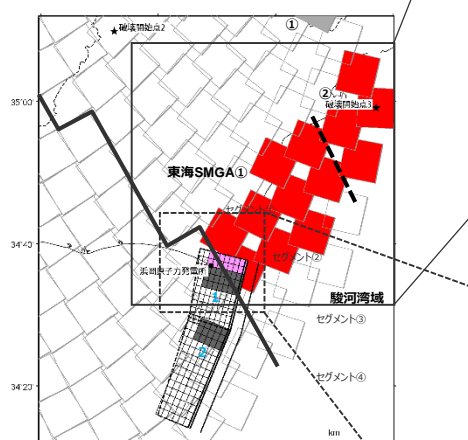 ①
★破壊開始点2
②
35°00'
破壊開始点3
東海SMGA①
セグメント①
34°40'
セグメント②
浜岡原子力発電所
1
駿河湾域
セグメント③
2
セグメント④
34°20'
km